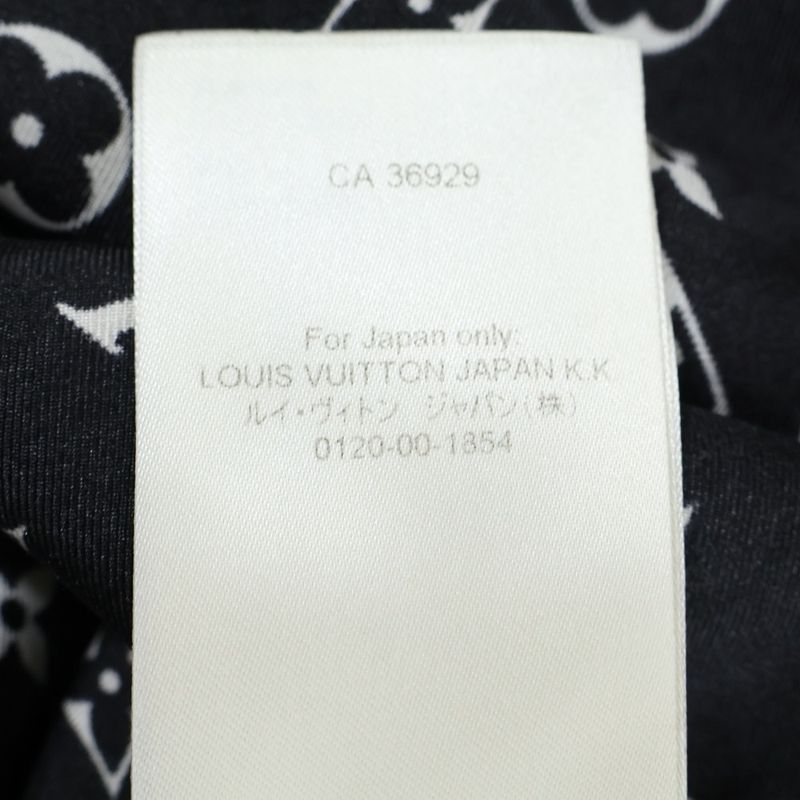 CA 36929
For Japan only:
LOUIS VUITTON JAPAN K.K
ルイ・ヴィトン ジャパン(株)
0120-00-1854